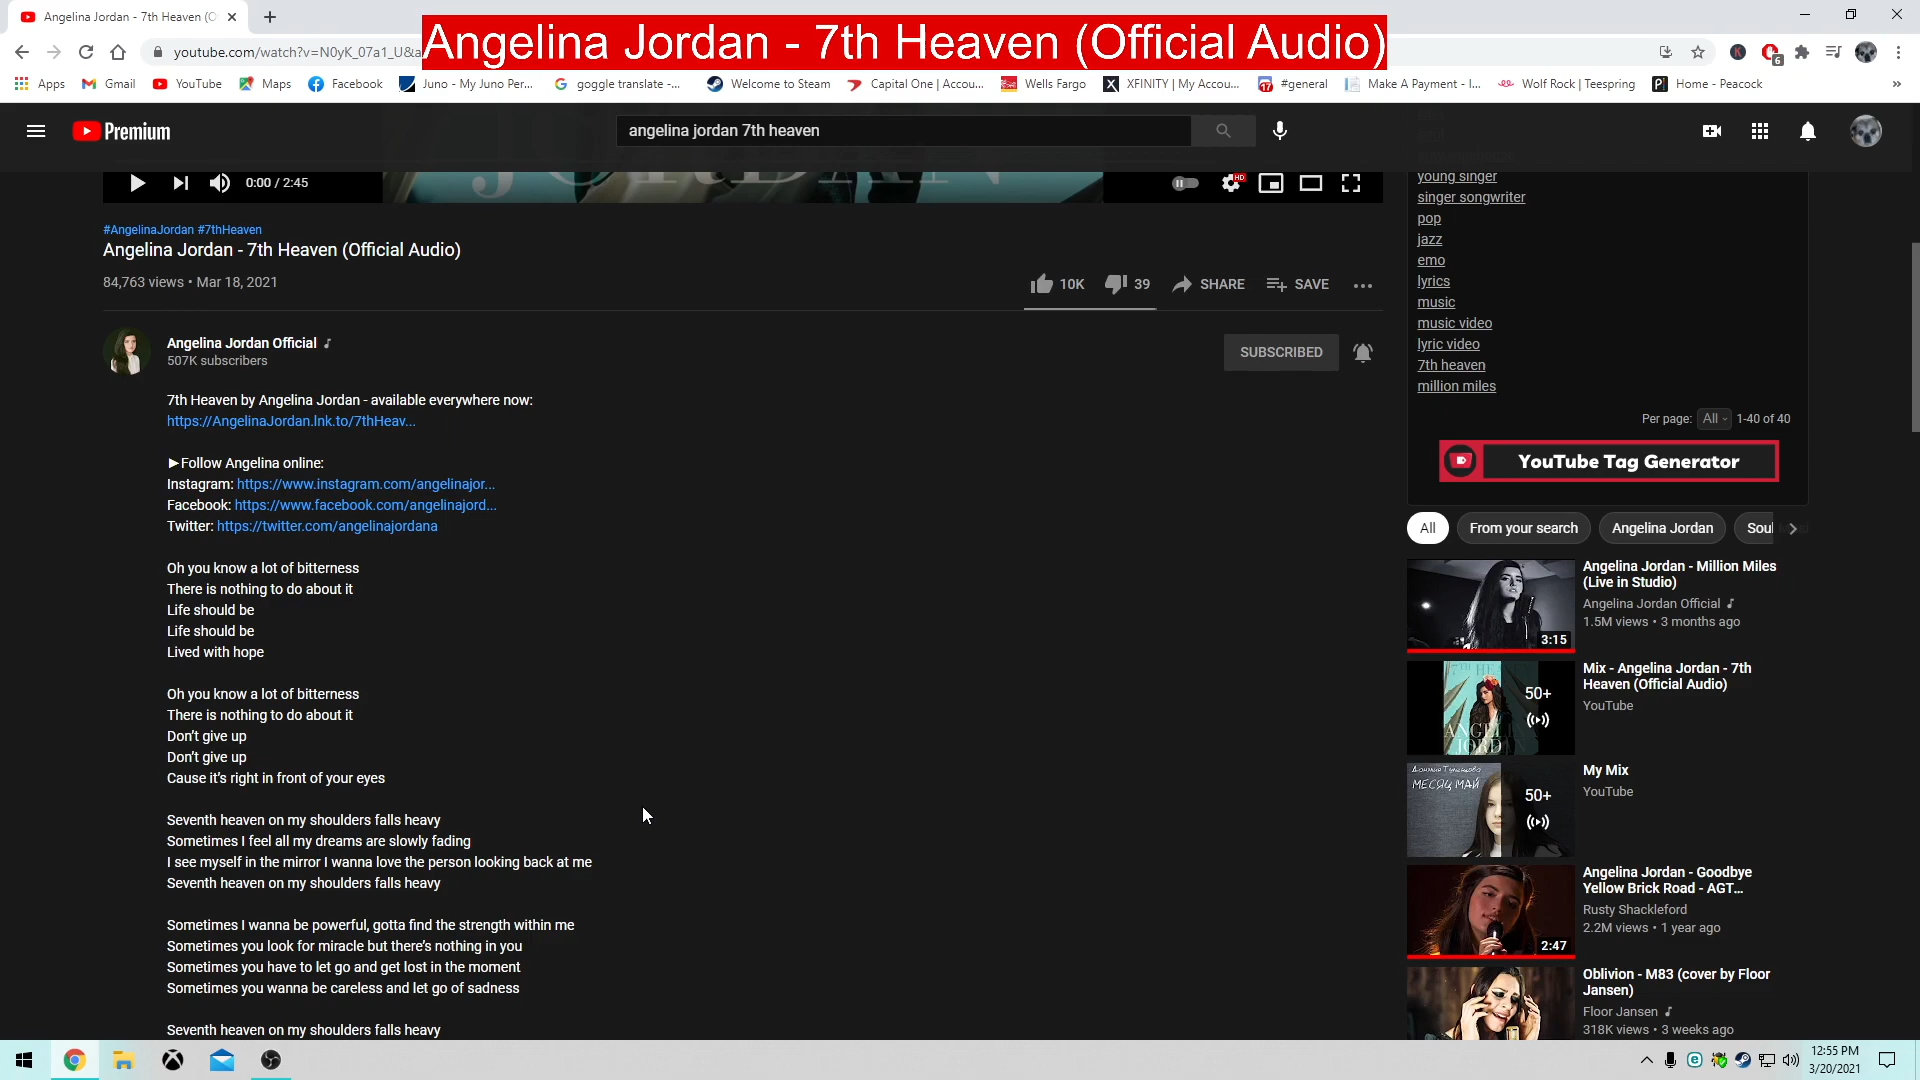 Angelina Jordan - 7th Heaven (O
Angelina Jordan - 7th Heaven (Official Audio)
youtube.com/watch?v=N0yK_07a1_U&a
6
Apps
Gmail
YouTube
Maps
Facebook
Juno - My Juno Per...
goggle translate -...
Welcome to Steam
Capital One | Accou...
Wells Fargo
XFINITY | My Accou...
17
#general
Make A Payment - I...
Wolf Rock | Teespring
Home - Peacock
»
Premium
angelina jordan 7th heaven
0:00 / 2:45
HD
#AngelinaJordan #7thHeaven
Angelina Jordan - 7th Heaven (Official Audio)
84,763 views • Mar 18, 2021
10K
39
SHARE
SAVE
Angelina Jordan Official
507K subscribers
SUBSCRIBED
7th Heaven by Angelina Jordan - available everywhere now:
https://AngelinaJordan.lnk.to/7thHeav...
►Follow Angelina online:
Instagram: https://www.instagram.com/angelinajor...
Facebook: https://www.facebook.com/angelinajord...
Twitter: https://twitter.com/angelinajordana
Oh you know a lot of bitterness
There is nothing to do about it
Life should be
Life should be
Lived with hope
Oh you know a lot of bitterness
There is nothing to do about it
Don't give up
Don't give up
Cause it's right in front of your eyes
Seventh heaven on my shoulders falls heavy
Sometimes I feel all my dreams are slowly fading
I see myself in the mirror I wanna love the person looking back at me
Seventh heaven on my shoulders falls heavy
Sometimes I wanna be powerful, gotta find the strength within me
Sometimes you look for miracle but there's nothing in you
Sometimes you have to let go and get lost in the moment
Sometimes you wanna be careless and let go of sadness
Seventh heaven on my shoulders falls heavy
young singer
singer songwriter
pop
jazz
emo
lyrics
music
music video
lyric video
7th heaven
million miles
Per page: All 1-40 of 40
YouTube Tag Generator
All
From your search
Angelina Jordan
Soul
Angelina Jordan - Million Miles
(Live in Studio)
Angelina Jordan Official
1.5M views • 3 months ago
3:15
Mix - Angelina Jordan - 7th
Heaven (Official Audio)
YouTube
50+
My Mix
YouTube
МЕСЯЦ МАЙ
50+
Angelina Jordan - Goodbye
Yellow Brick Road - AGT...
Rusty Shackleford
2.2M views • 1 year ago
2:47
Oblivion - M83 (cover by Floor
Jansen)
Floor Jansen
318K views • 3 weeks ago
12:55 PM
3/20/2021